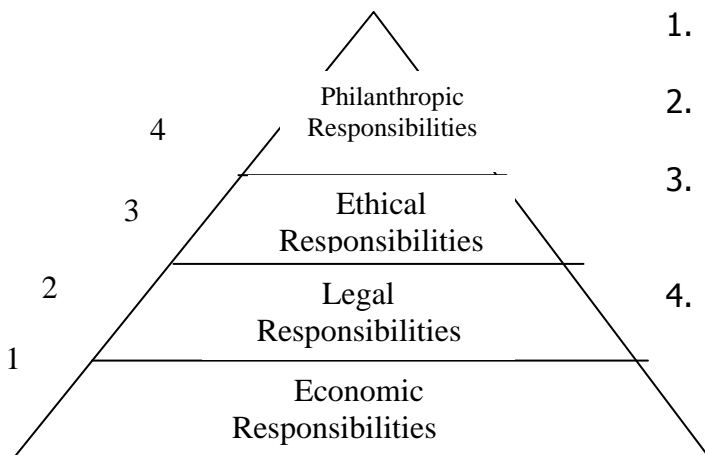 1.
Philanthropic
2.
Responsibilities
4
3.
Ethical
3
Responsibilities
Legal
2
4.
Responsibilities
1
Economic
Responsibilities